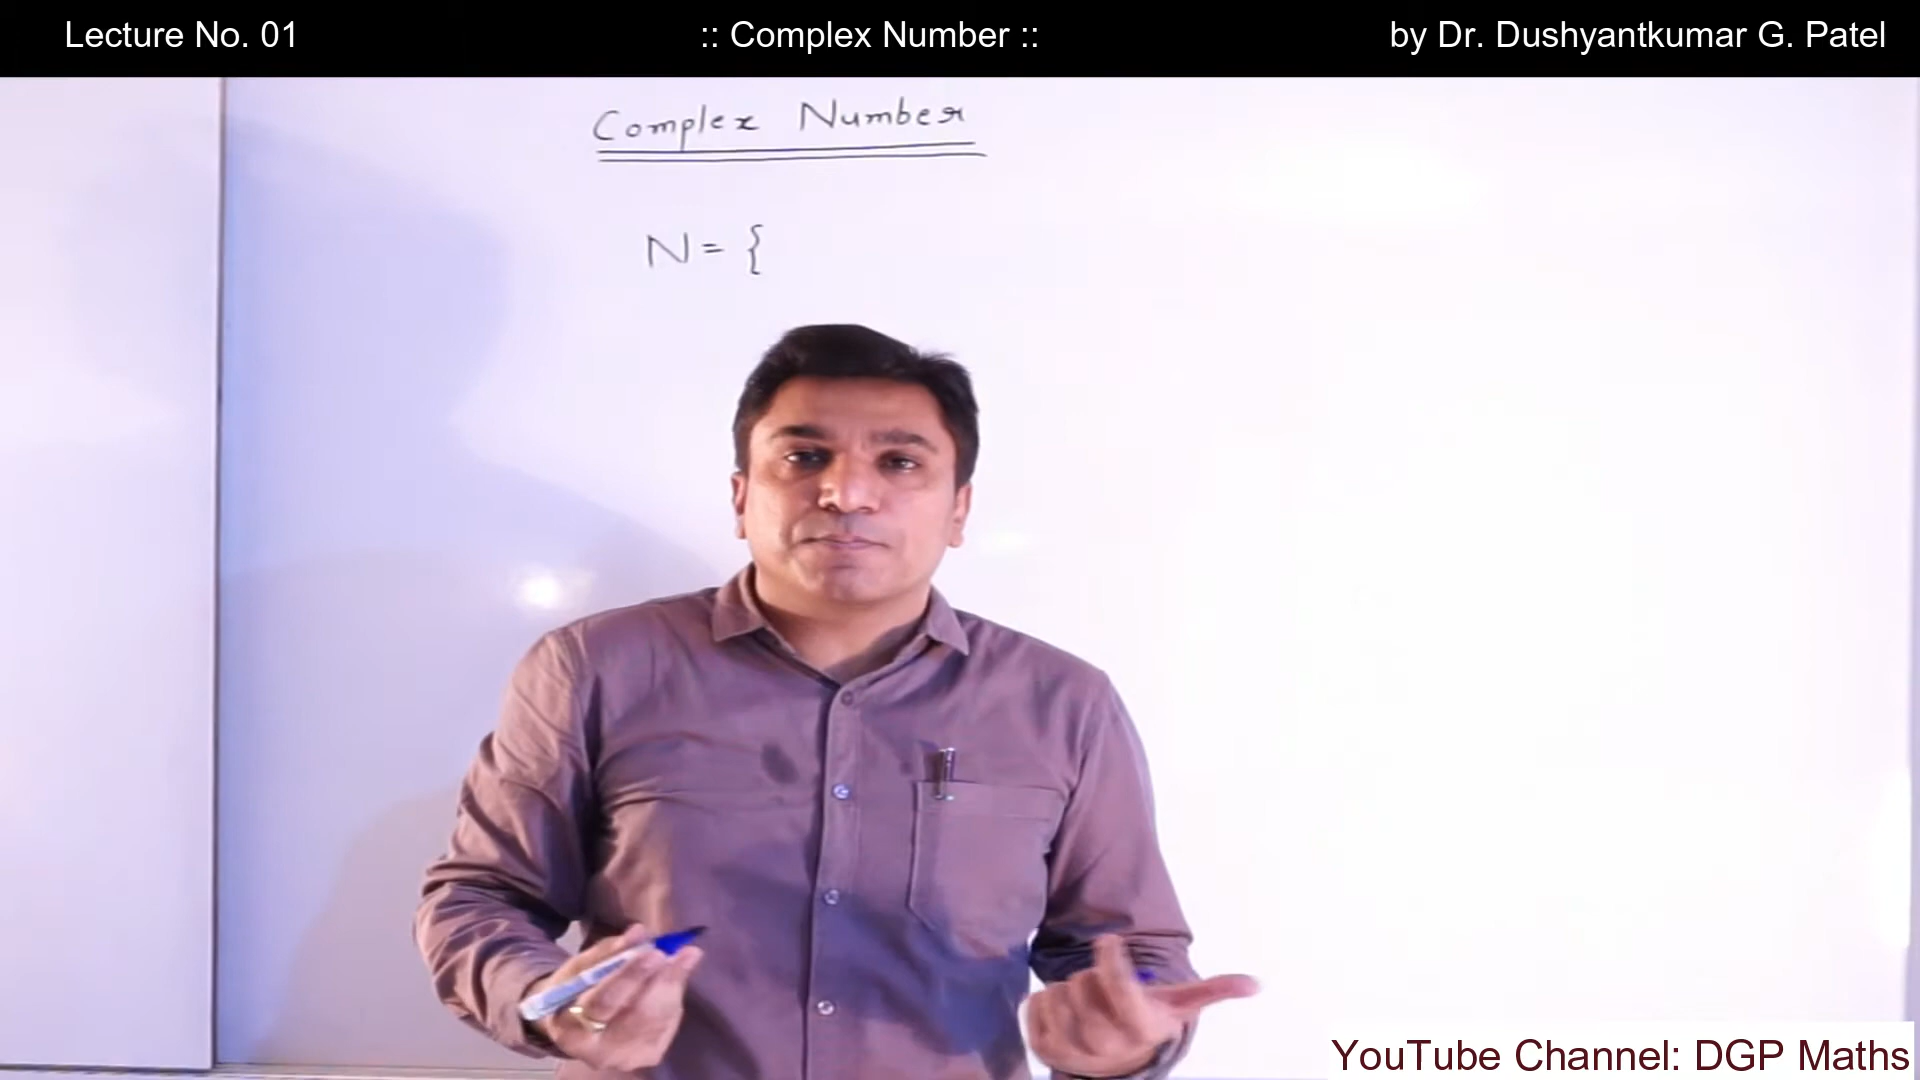 Lecture No. 01 :: Complex Number :: by Dr. Dushyantkumar G. Patel
Complex Number
N = {
YouTube Channel: DGP Maths